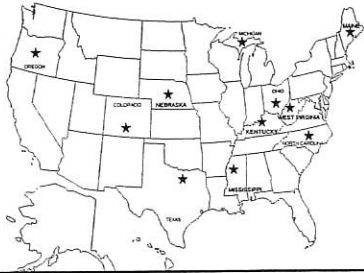 MAINE
MICHIGAN
OREGON
OHIO
COLORADO
NEBRASKA
WEST VIRGINIA
KENTUCKY
NORTH CAROLINA
MISSISSIPPI
TEXAS